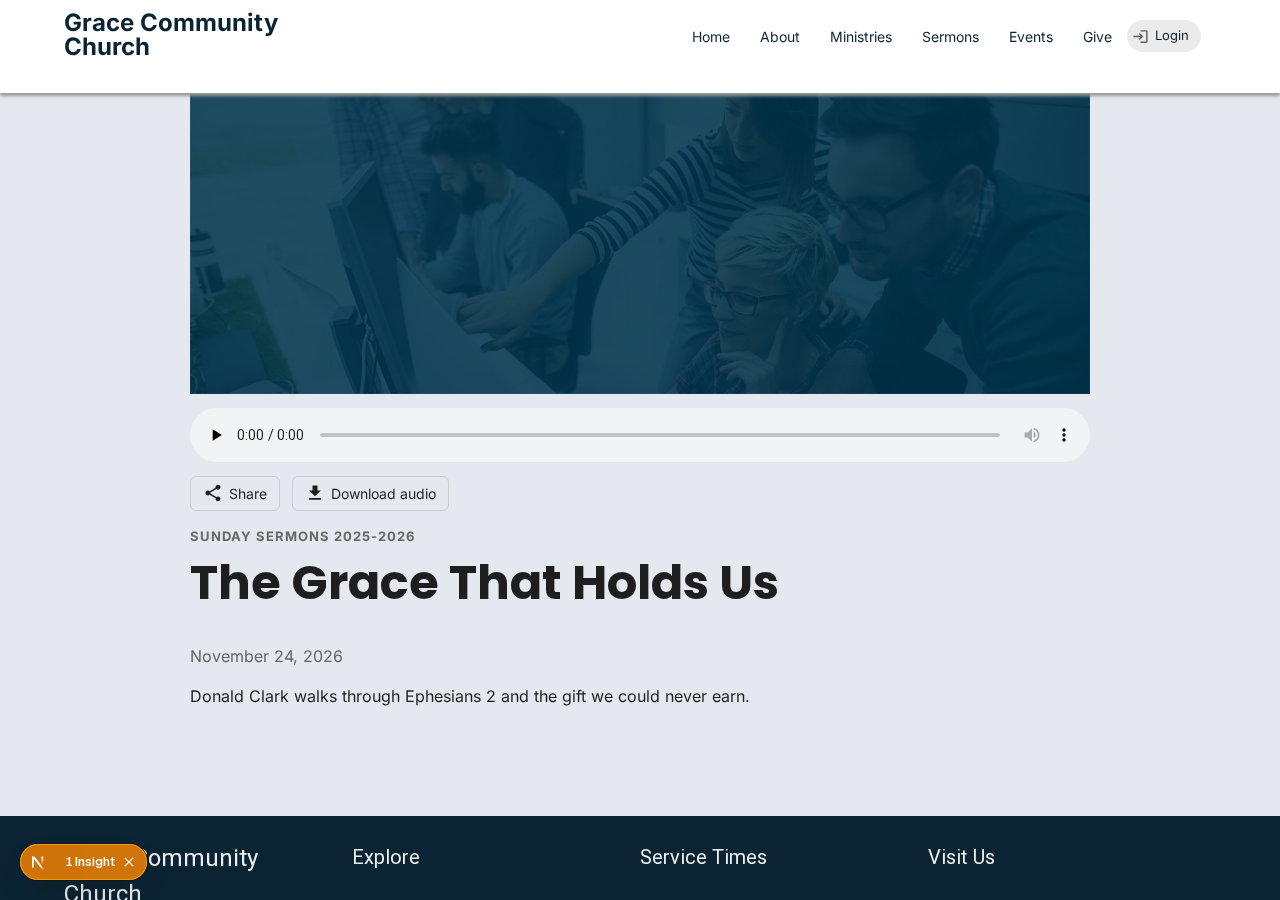 Grace Community
Church
Home
About
Ministries
Sermons
Events
Give
Login
0:00 / 0:00
Share
Download audio
SUNDAY SERMONS 2025-2026
The Grace That Holds Us
November 24, 2026
Donald Clark walks through Ephesians 2 and the gift we could never earn.
ommunity
Church
Explore
Service Times
Visit Us
N
1 Insight